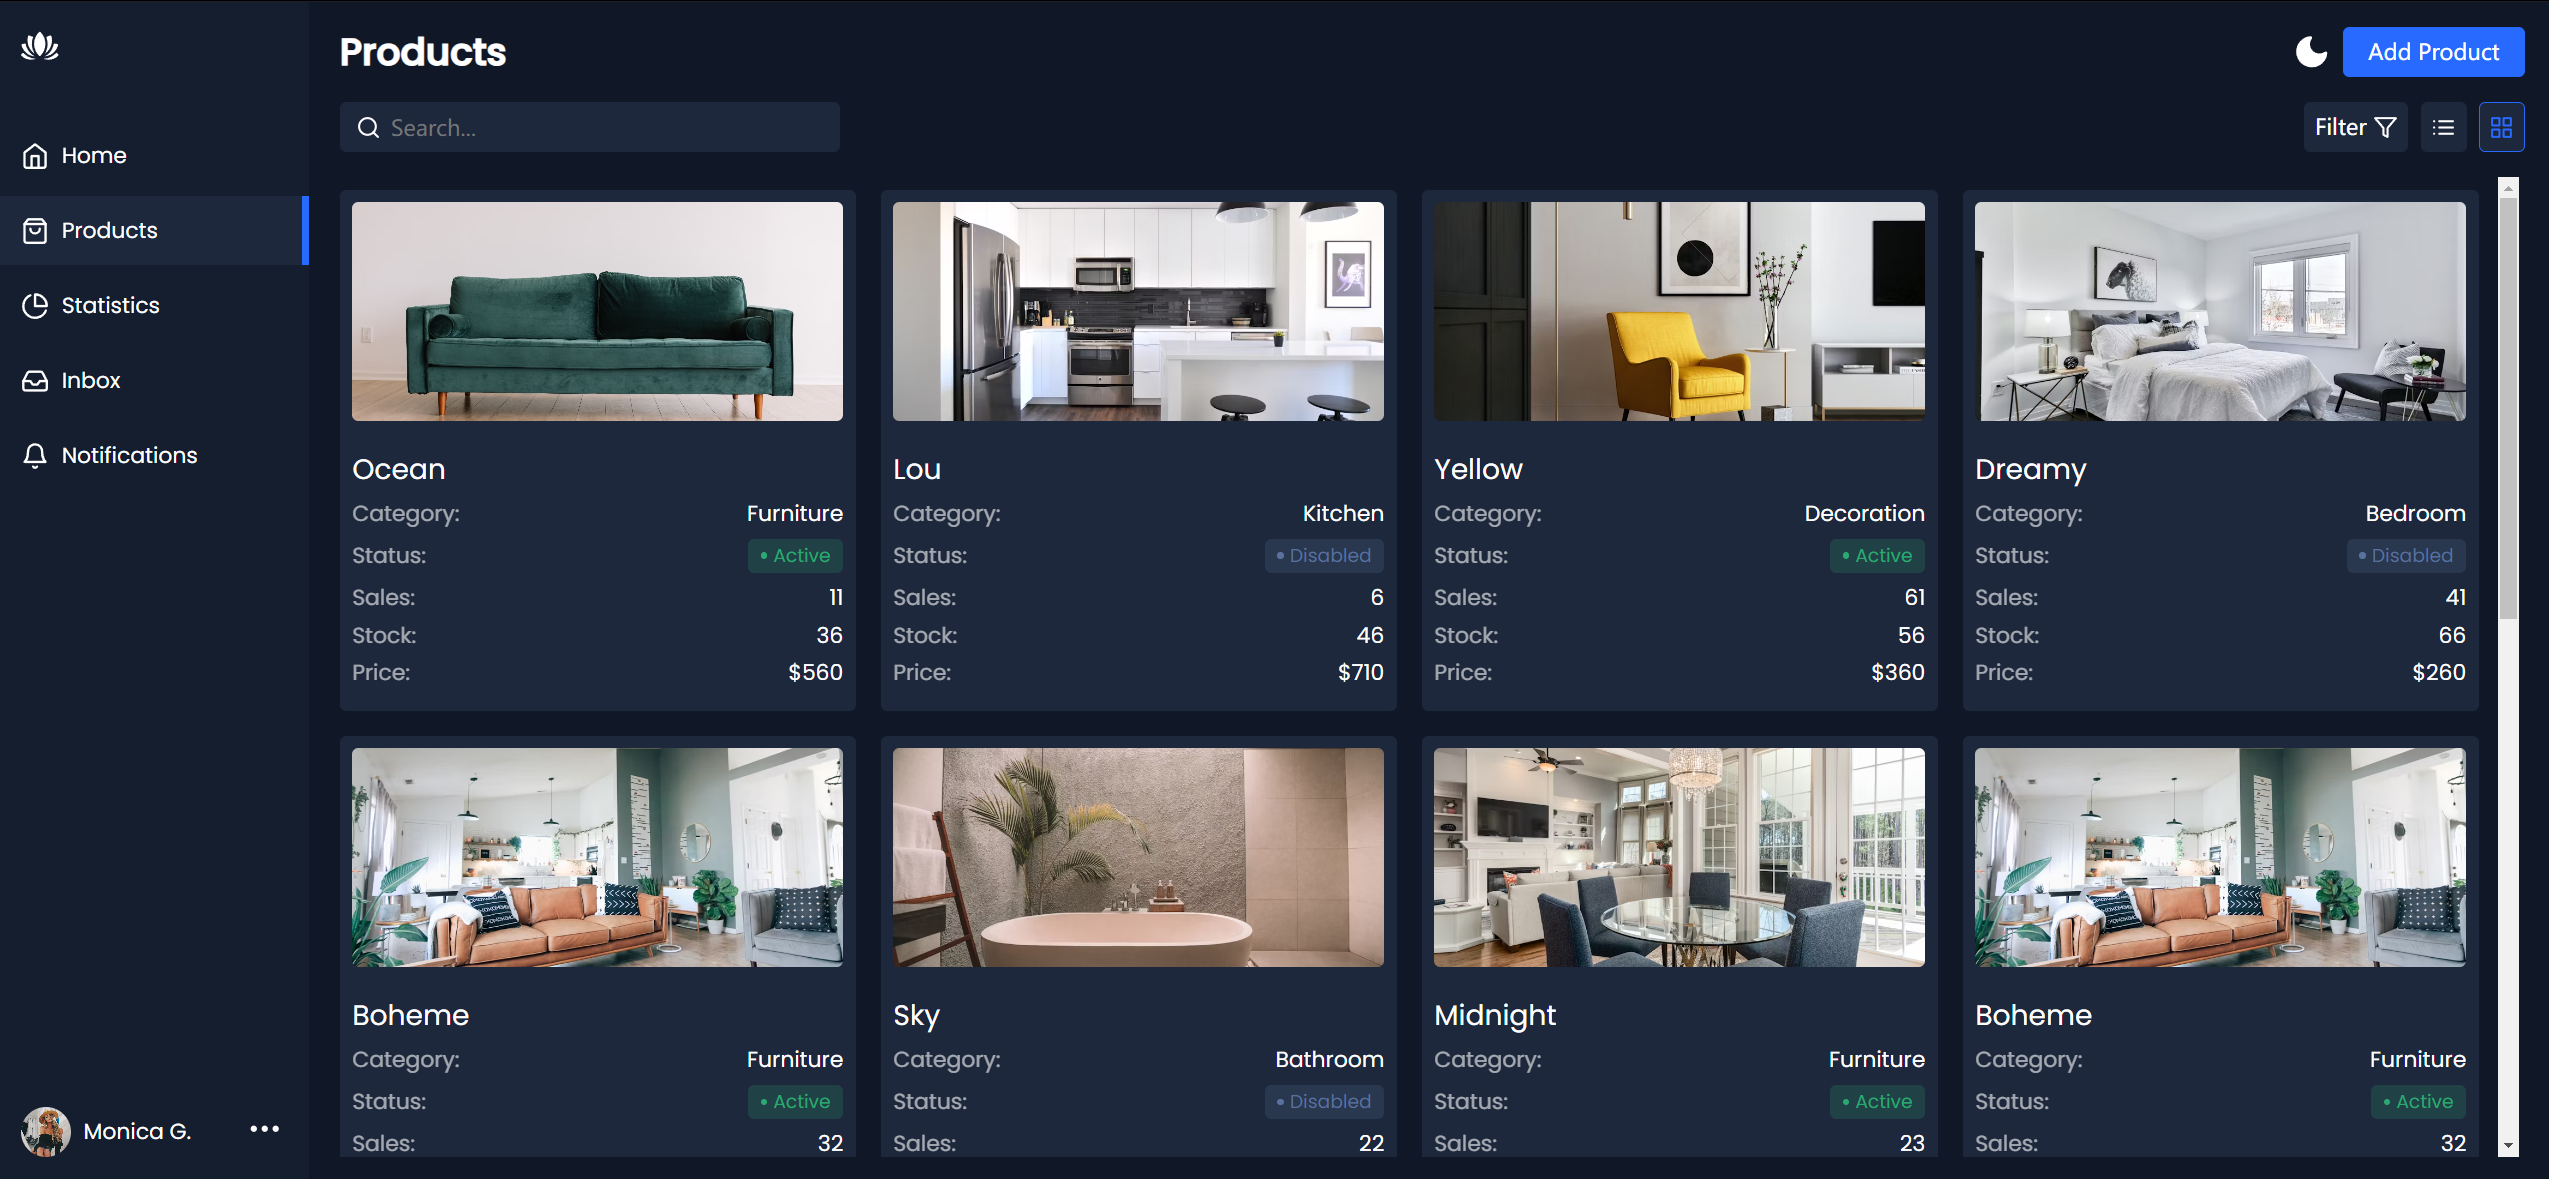 Products
Add Product
Search...
Filter
Home
Products
Statistics
Inbox
Notifications
Ocean
Category: Furniture
Status: • Active
Sales: 11
Stock: 36
Price: $560
Lou
Category: Kitchen
Status: • Disabled
Sales: 6
Stock: 46
Price: $710
Yellow
Category: Decoration
Status: • Active
Sales: 61
Stock: 56
Price: $360
Dreamy
Category: Bedroom
Status: • Disabled
Sales: 41
Stock: 66
Price: $260
Boheme
Category: Furniture
Status: • Active
Sales: 32
Sky
Category: Bathroom
Status: • Disabled
Sales: 22
Midnight
Category: Furniture
Status: • Active
Sales: 23
Boheme
Category: Furniture
Status: • Active
Sales: 32
Monica G.